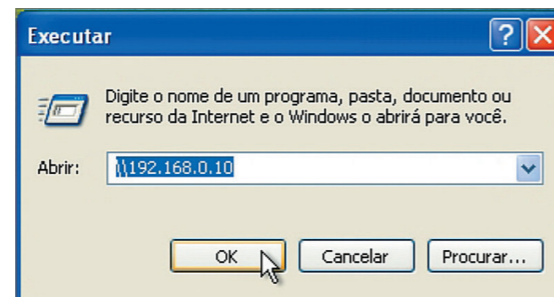 Executar
Digite o nome de um programa, pasta, documento ou
recurso da Internet e o Windows o abrirá para você.
Abrir: \\192.168.0.10
OK Cancelar Procurar...